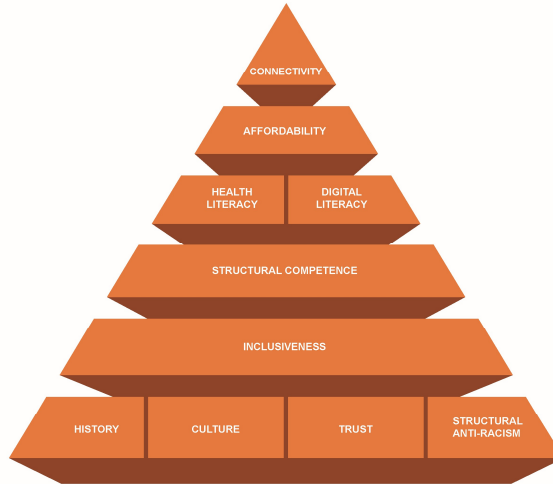 CONNECTIVITY
AFFORDABILITY
HEALTH
LITERACY
DIGITAL
LITERACY
STRUCTURAL COMPETENCE
INCLUSIVENESS
HISTORY
CULTURE
TRUST
STRUCTURAL
ANTI-RACISM